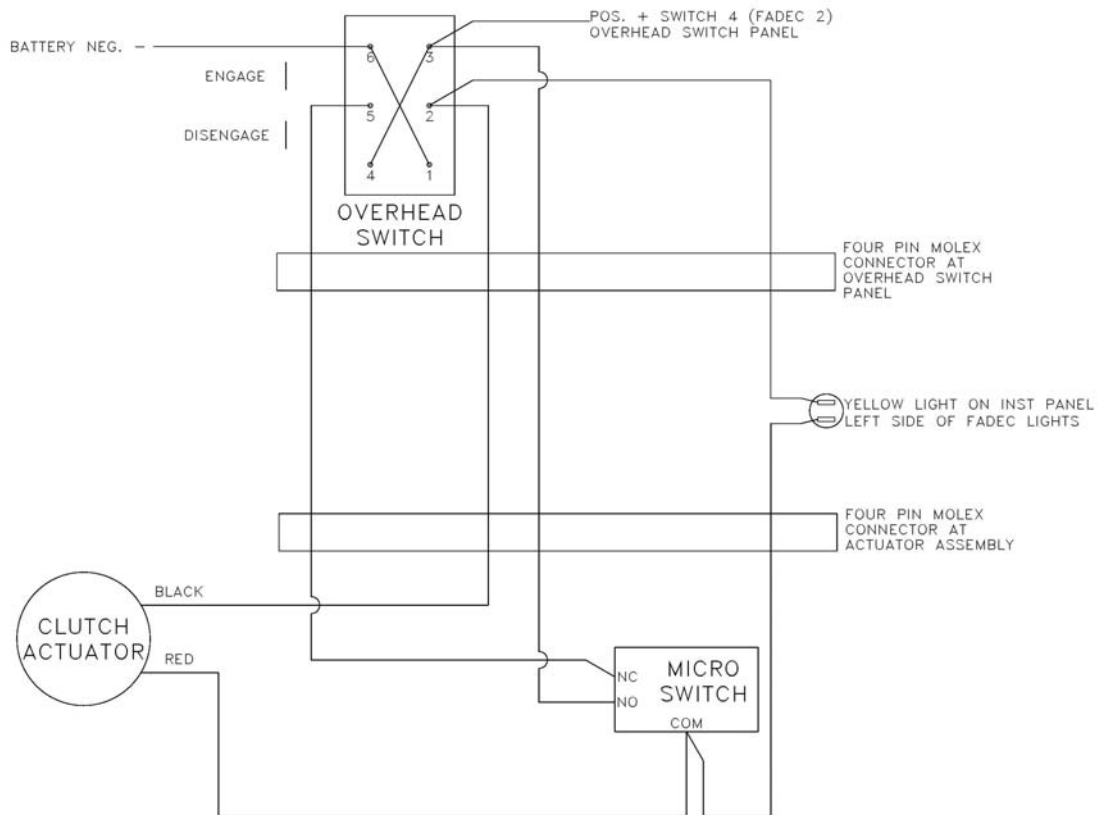 POS. + SWITCH 4 (FADEC 2)
OVERHEAD SWITCH PANEL
BATTERY NEG. -
6
3
ENGAGE
5
2
DISENGAGE
4
1
OVERHEAD
SWITCH
FOUR PIN MOLEX
CONNECTOR AT
OVERHEAD SWITCH
PANEL
YELLOW LIGHT ON INST PANEL
LEFT SIDE OF FADEC LIGHTS
FOUR PIN MOLEX
CONNECTOR AT
ACTUATOR ASSEMBLY
BLACK
CLUTCH
ACTUATOR
RED
NC
MICRO
SWITCH
NO
COM